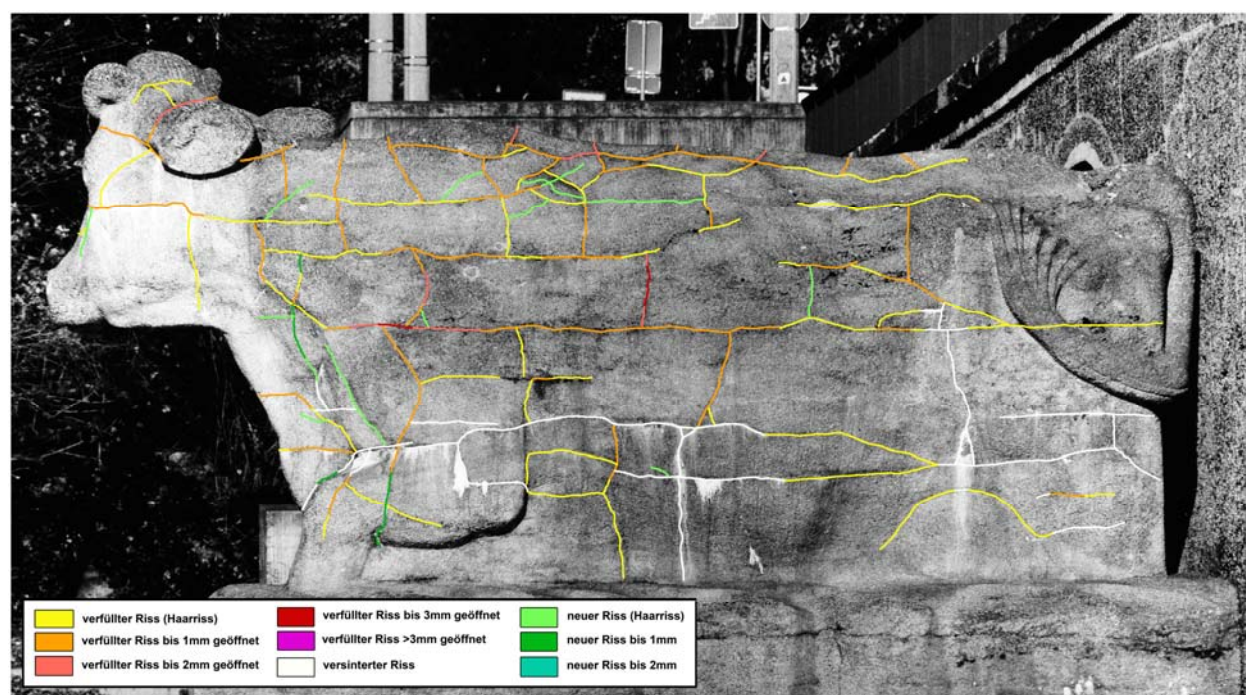 verfüllter Riss (Haarriss)
verfüllter Riss bis 1mm geöffnet
verfüllter Riss bis 2mm geöffnet
verfüllter Riss bis 3mm geöffnet
verfüllter Riss >3mm geöffnet
versinterter Riss
neuer Riss (Haarriss)
neuer Riss bis 1mm
neuer Riss bis 2mm